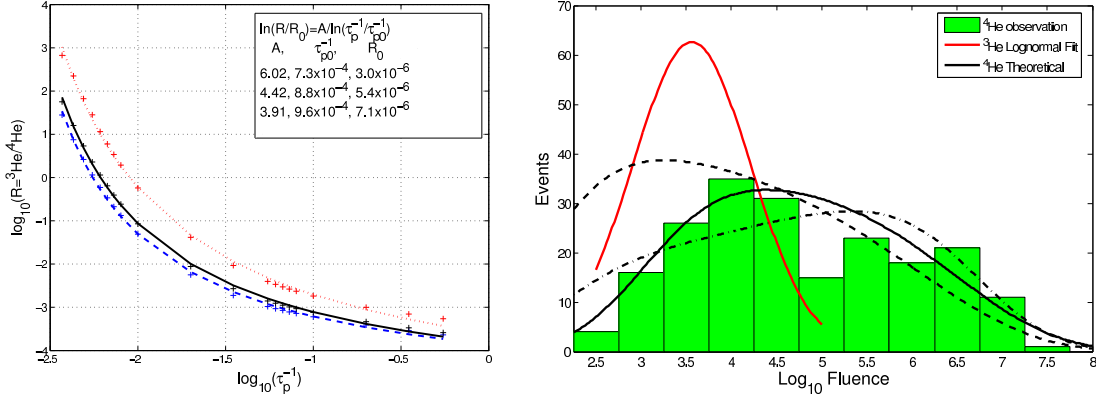 4
3
2
1
0
−1
−2
−3
−4
−2.5 −2 −1.5 −1 −0.5 0
log₁₀(R=³He/⁴He)
log₁₀(τₚ⁻¹)
ln(R/R₀)=A/ln(τₚ⁻¹/τₚ₀⁻¹)
A, τₚ₀⁻¹, R₀
6.02, 7.3x10⁻⁴, 3.0x10⁻⁶
4.42, 8.8x10⁻⁴, 5.4x10⁻⁶
3.91, 9.6x10⁻⁴, 7.1x10⁻⁶
70
60
50
40
30
20
10
0
2.5 3 3.5 4 4.5 5 5.5 6 6.5 7 7.5 8
Events
Log₁₀ Fluence
⁴He observation
³He Lognormal Fit
⁴He Theoretical